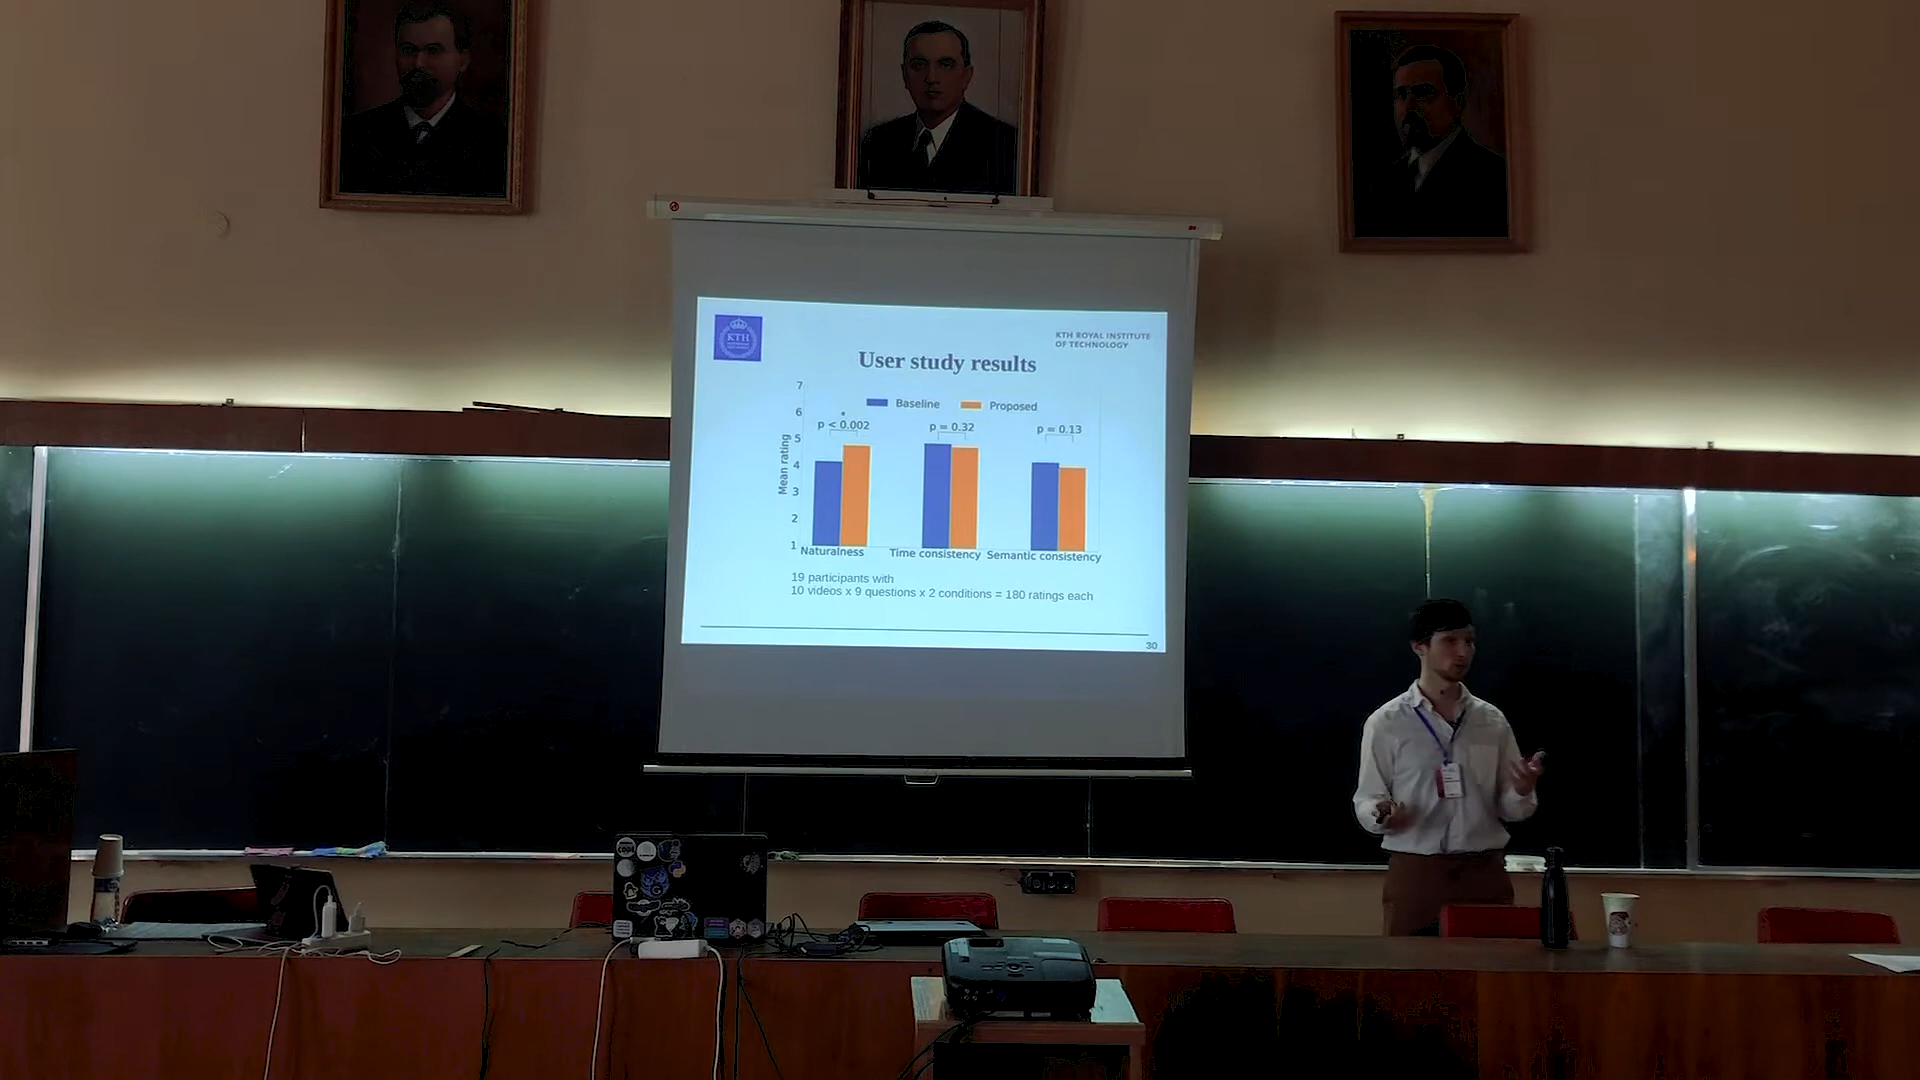 KTH
KTH ROYAL INSTITUTE
OF TECHNOLOGY
User study results
Baseline
Proposed
p < 0.002
p = 0.32
p = 0.13
Mean rating
7
6
5
4
3
2
1
Naturalness
Time consistency
Semantic consistency
19 participants with
10 videos x 9 questions x 2 conditions = 180 ratings each
30